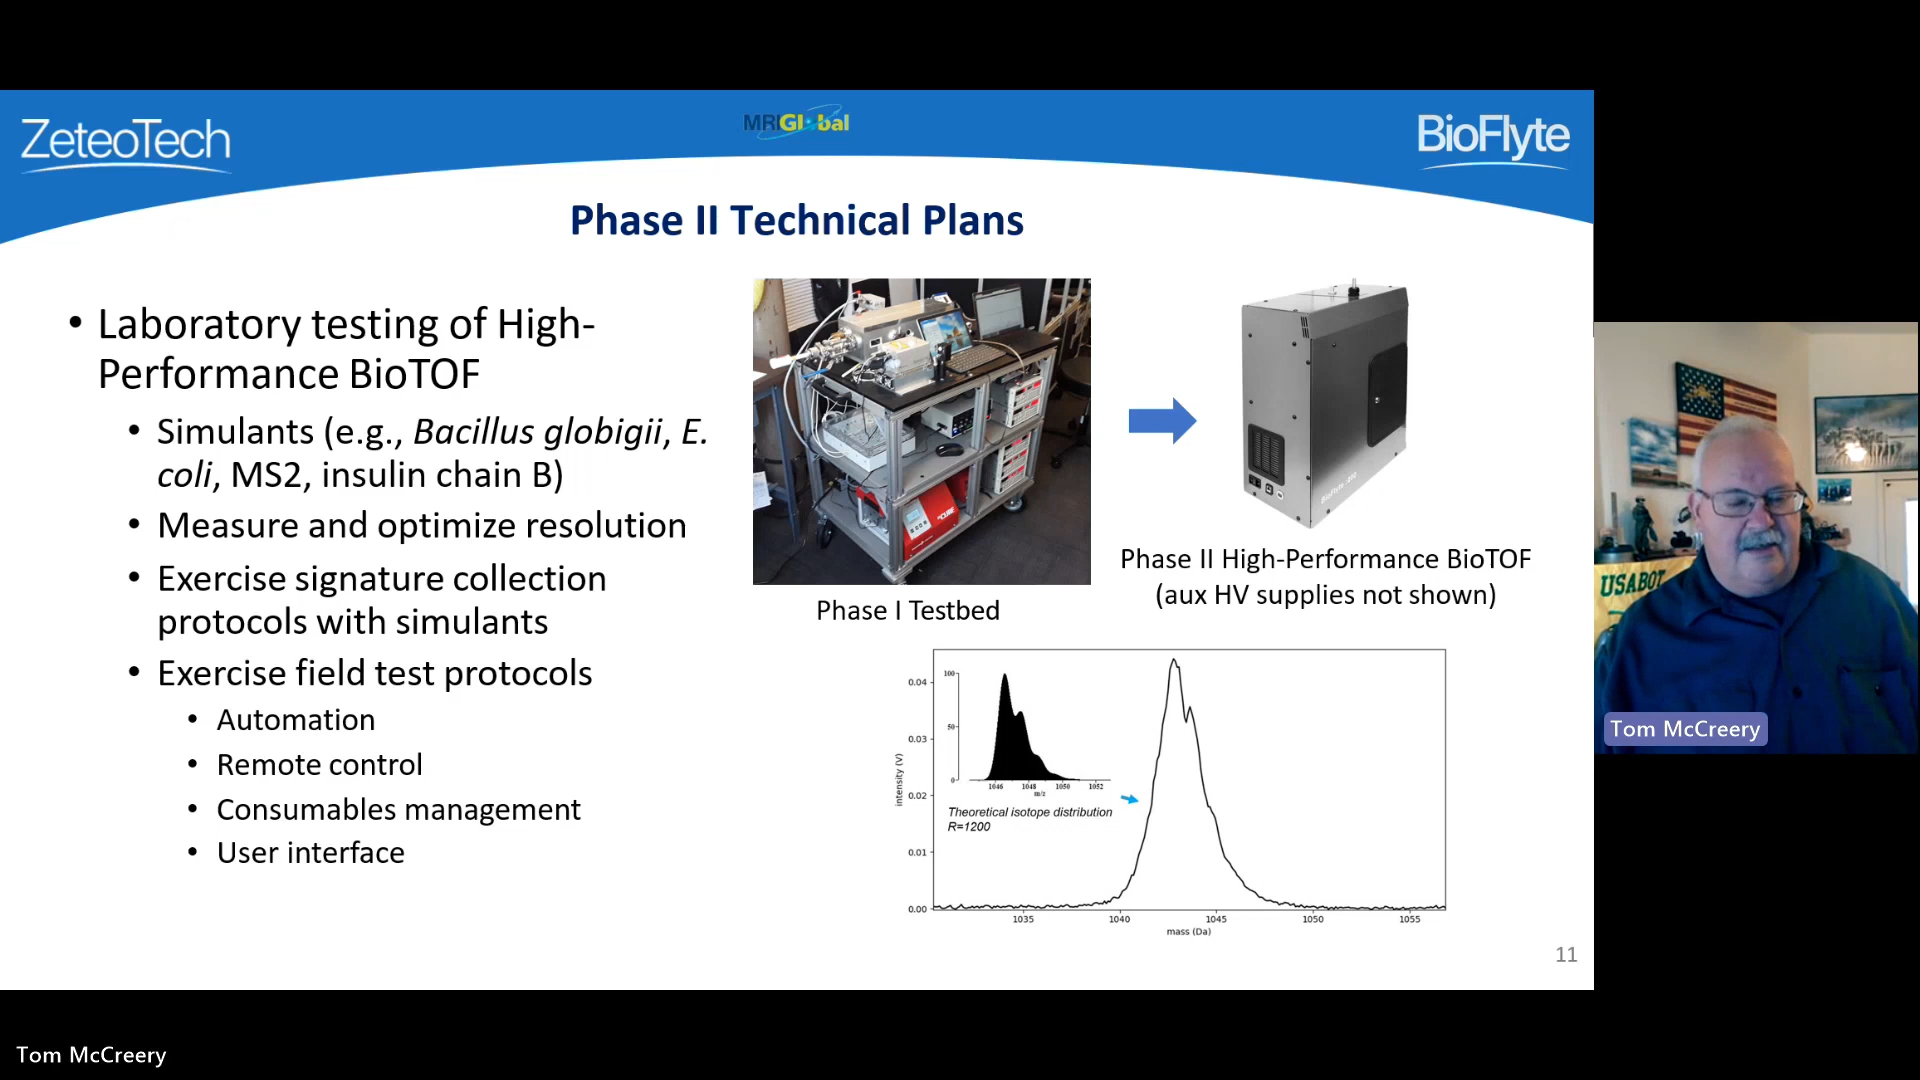 ZeteoTech
MRIGlobal
BioFlyte
Phase II Technical Plans
• Laboratory testing of High-
Performance BioTOF
• Simulants (e.g., Bacillus globigii, E.
coli, MS2, insulin chain B)
• Measure and optimize resolution
• Exercise signature collection
protocols with simulants
• Exercise field test protocols
• Automation
• Remote control
• Consumables management
• User interface
CUBE
Phase I Testbed
Phase II High-Performance BioTOF
(aux HV supplies not shown)
100
50
0
1046 1048 1050 1052
m/z
Theoretical isotope distribution
R=1200
intensity (V)
0.04
0.03
0.02
0.01
0.00
1035 1040 1045 1050 1055
mass (Da)
11
USABOT
Tom McCreery
Tom McCreery